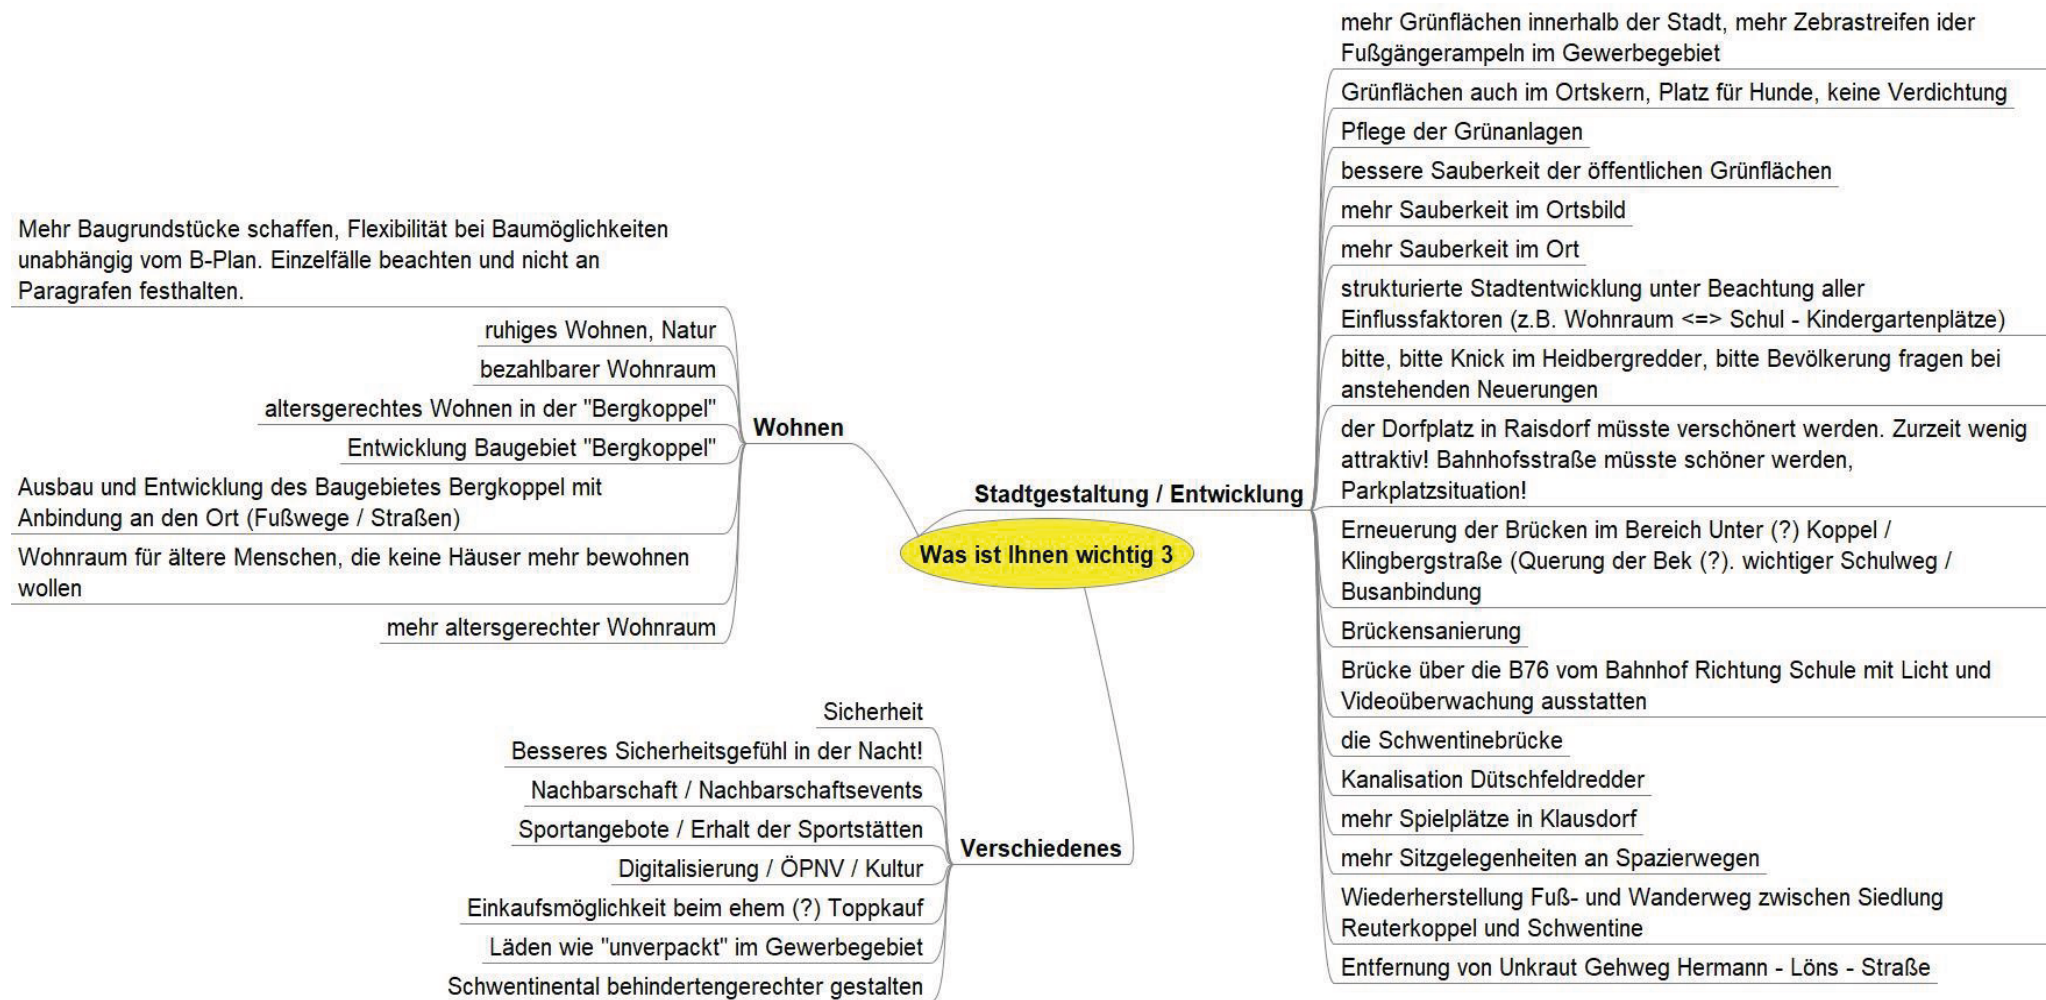 Was ist Ihnen wichtig 3
Wohnen
Mehr Baugrundstücke schaffen, Flexibilität bei Baumöglichkeiten
unabhängig vom B-Plan. Einzelfälle beachten und nicht an
Paragrafen festhalten.
ruhiges Wohnen, Natur
bezahlbarer Wohnraum
altersgerechtes Wohnen in der "Bergkoppel"
Entwicklung Baugebiet "Bergkoppel"
Ausbau und Entwicklung des Baugebietes Bergkoppel mit
Anbindung an den Ort (Fußwege / Straßen)
Wohnraum für ältere Menschen, die keine Häuser mehr bewohnen
wollen
mehr altersgerechter Wohnraum
Verschiedenes
Sicherheit
Besseres Sicherheitsgefühl in der Nacht!
Nachbarschaft / Nachbarschaftsevents
Sportangebote / Erhalt der Sportstätten
Digitalisierung / ÖPNV / Kultur
Einkaufsmöglichkeit beim ehem (?) Toppkauf
Läden wie "unverpackt" im Gewerbegebiet
Schwentinental behindertengerechter gestalten
Stadtgestaltung / Entwicklung
mehr Grünflächen innerhalb der Stadt, mehr Zebrastreifen ider
Fußgängerampeln im Gewerbegebiet
Grünflächen auch im Ortskern, Platz für Hunde, keine Verdichtung
Pflege der Grünanlagen
bessere Sauberkeit der öffentlichen Grünflächen
mehr Sauberkeit im Ortsbild
mehr Sauberkeit im Ort
strukturierte Stadtentwicklung unter Beachtung aller
Einflussfaktoren (z.B. Wohnraum <=> Schul - Kindergartenplätze)
bitte, bitte Knick im Heidbergredder, bitte Bevölkerung fragen bei
anstehenden Neuerungen
der Dorfplatz in Raisdorf müsste verschönert werden. Zurzeit wenig
attraktiv! Bahnhofsstraße müsste schöner werden,
Parkplatzsituation!
Erneuerung der Brücken im Bereich Unter (?) Koppel /
Klingbergstraße (Querung der Bek (?). wichtiger Schulweg /
Busanbindung
Brückensanierung
Brücke über die B76 vom Bahnhof Richtung Schule mit Licht und
Videoüberwachung ausstatten
die Schwentinebrücke
Kanalisation Dütschfeldredder
mehr Spielplätze in Klausdorf
mehr Sitzgelegenheiten an Spazierwegen
Wiederherstellung Fuß- und Wanderweg zwischen Siedlung
Reuterkoppel und Schwentine
Entfernung von Unkraut Gehweg Hermann - Löns - Straße